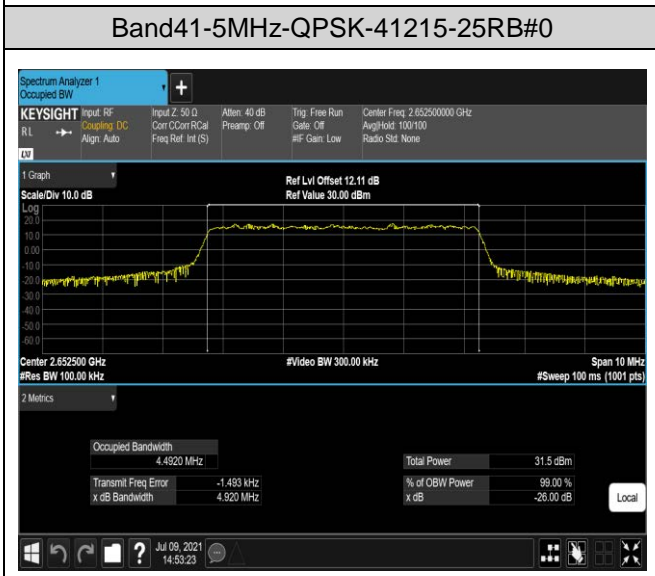 Band41-5MHz-QPSK-41215-25RB#0
Spectrum Analyzer 1
Occupied BW
+
KEYSIGHT
RL
LXI
Input: RF
Coupling: DC
Align: Auto
Input Z: 50 Ω
Corr CCorr RCal
Freq Ref: Int (S)
Atten: 40 dB
Preamp: Off
Trig: Free Run
Gate: Off
#IF Gain: Low
Center Freq: 2.652500000 GHz
Avg|Hold: 100/100
Radio Std: None
1 Graph
Scale/Div 10.0 dB
Ref Lvl Offset 12.11 dB
Ref Value 30.00 dBm
Log
20.0
10.0
0.00
-10.0
-20.0
-30.0
-40.0
-50.0
-60.0
Center 2.652500 GHz
#Video BW 300.00 kHz
Span 10 MHz
#Res BW 100.00 kHz
#Sweep 100 ms (1001 pts)
2 Metrics
Occupied Bandwidth
4.4920 MHz
Total Power 31.5 dBm
Transmit Freq Error -1.493 kHz
% of OBW Power 99.00 %
x dB Bandwidth 4.920 MHz
x dB -26.00 dB
Local
?
Jul 09, 2021
14:53:23